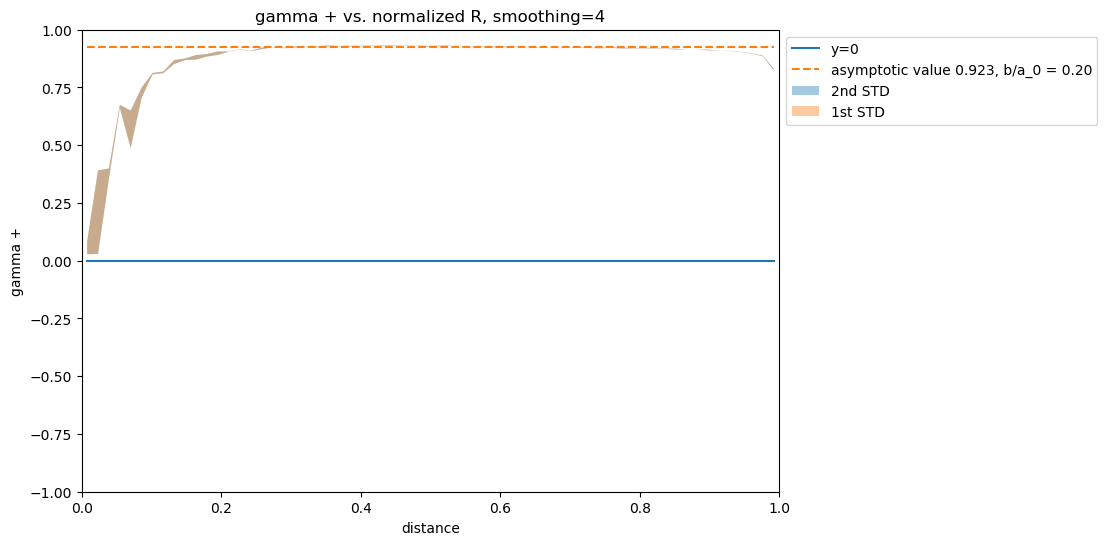 gamma + vs. normalized R, smoothing=4
1.00
0.75
0.50
0.25
0.00
−0.25
−0.50
−0.75
−1.00
gamma +
0.0
0.2
0.4
0.6
0.8
1.0
distance
y=0
asymptotic value 0.923, b/a_0 = 0.20
2nd STD
1st STD